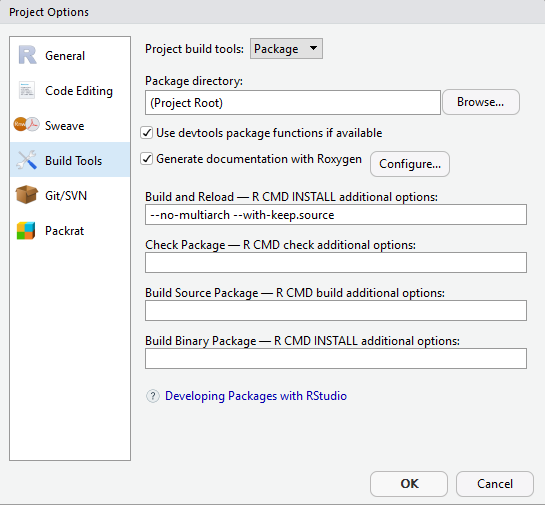 Project Options
General
Code Editing
Sweave
Build Tools
Git/SVN
Packrat
Project build tools: Package
Package directory:
(Project Root) Browse...
Use devtools package functions if available
Generate documentation with Roxygen Configure...
Build and Reload — R CMD INSTALL additional options:
--no-multiarch --with-keep.source
Check Package — R CMD check additional options:
Build Source Package — R CMD build additional options:
Build Binary Package — R CMD INSTALL additional options:
? Developing Packages with RStudio
OK Cancel